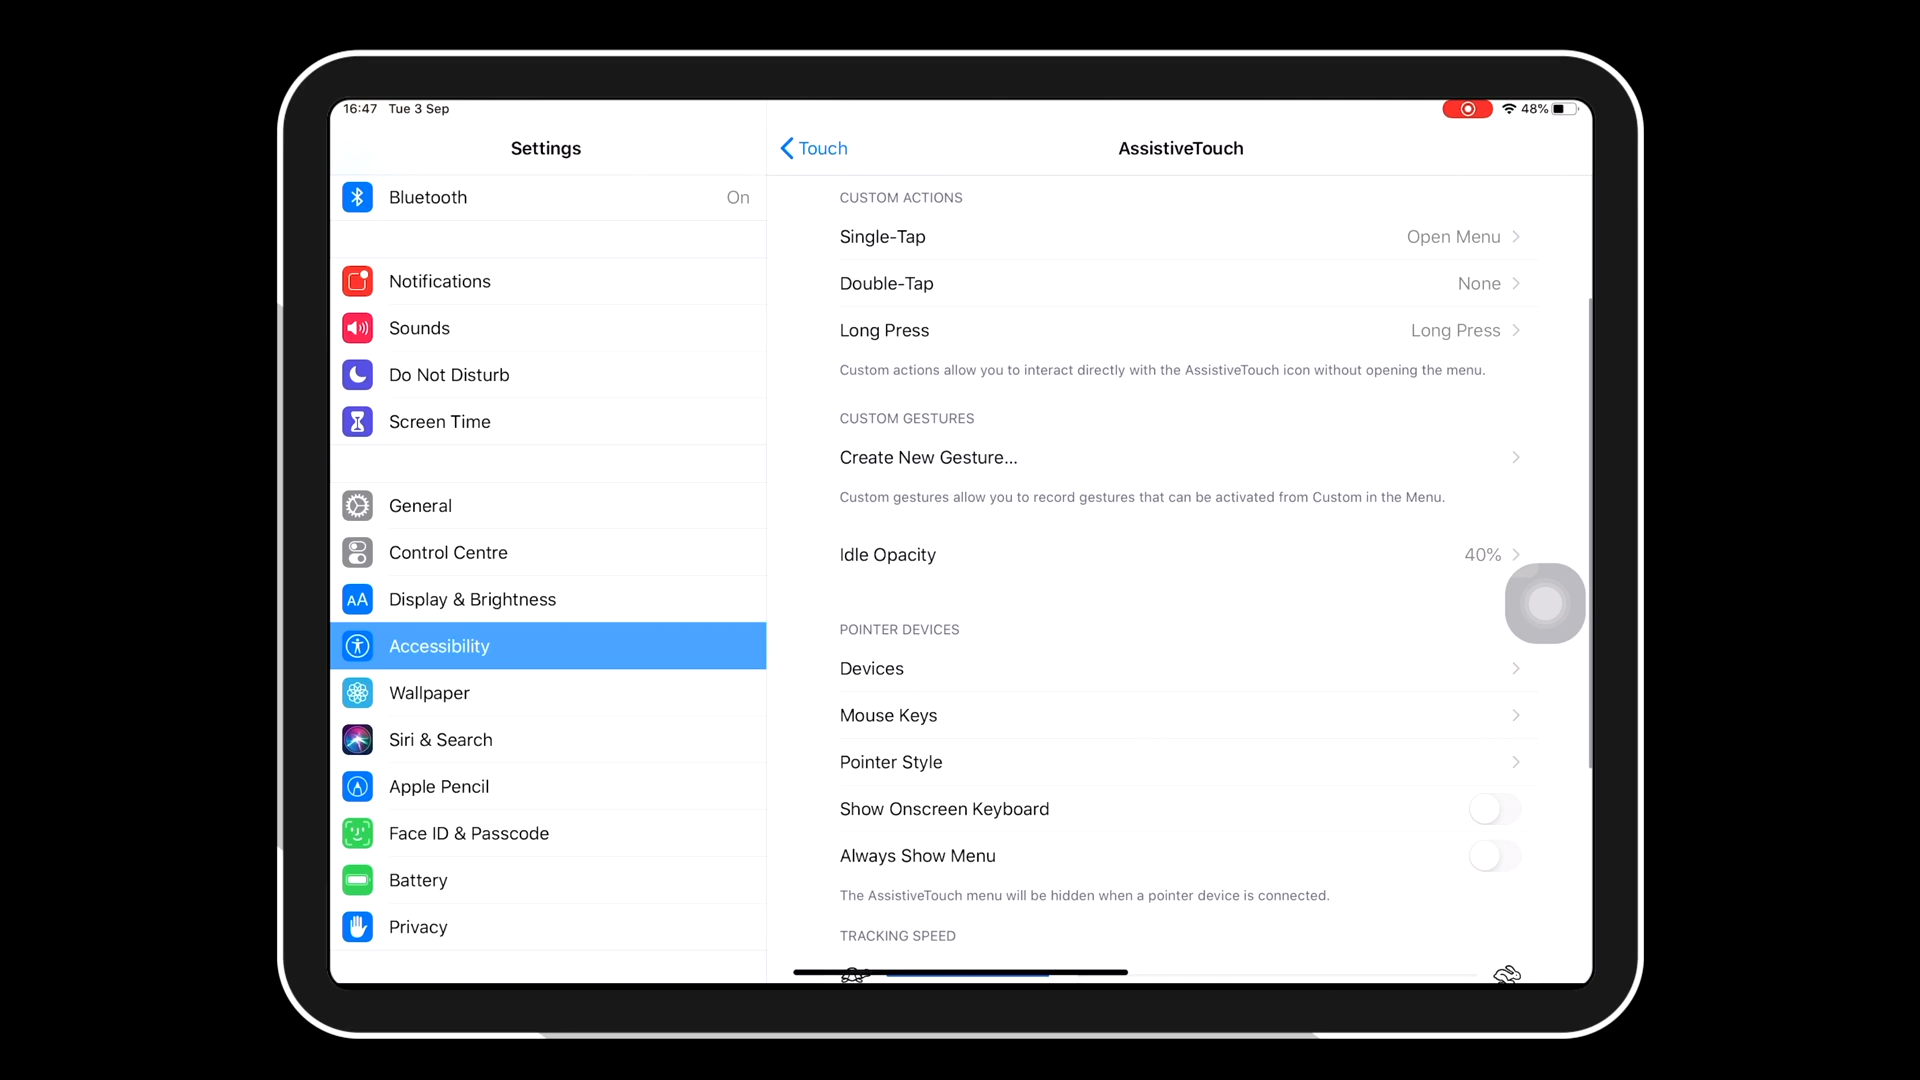 16:47 Tue 3 Sep
48%
Settings
Bluetooth On
Notifications
Sounds
Do Not Disturb
Screen Time
General
Control Centre
AA Display & Brightness
Accessibility
Wallpaper
Siri & Search
Apple Pencil
Face ID & Passcode
Battery
Privacy
Touch
AssistiveTouch
CUSTOM ACTIONS
Single-Tap Open Menu
Double-Tap None
Long Press Long Press
Custom actions allow you to interact directly with the AssistiveTouch icon without opening the menu.
CUSTOM GESTURES
Create New Gesture...
Custom gestures allow you to record gestures that can be activated from Custom in the Menu.
Idle Opacity 40%
POINTER DEVICES
Devices
Mouse Keys
Pointer Style
Show Onscreen Keyboard
Always Show Menu
The AssistiveTouch menu will be hidden when a pointer device is connected.
TRACKING SPEED